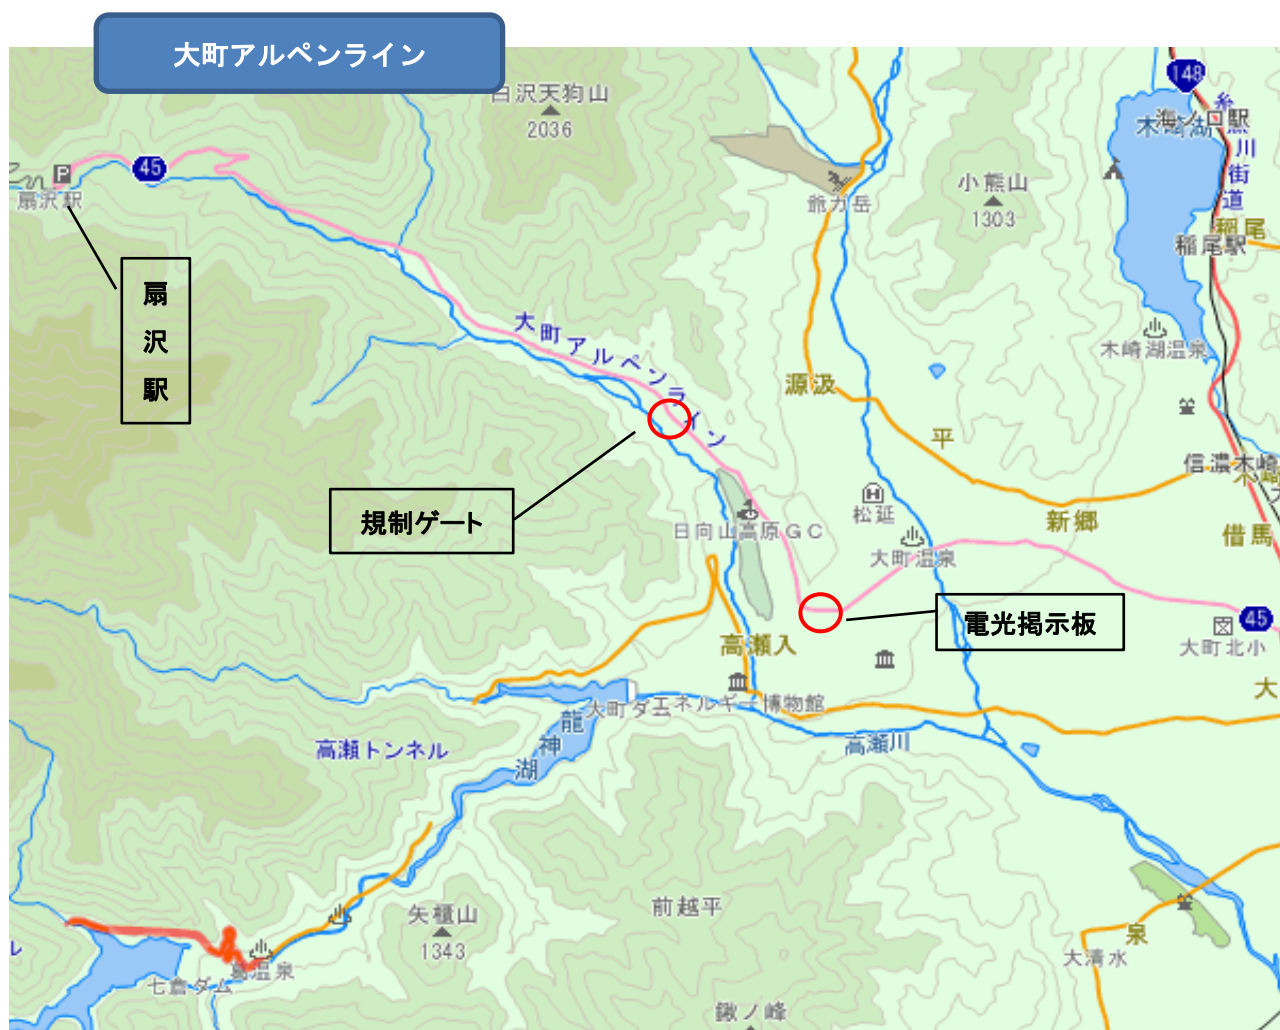 大町アルペンライン
白沢天狗山
2036
148
海ノ口駅
木崎湖
糸魚川街道
45
扇沢駅
小熊山
1303
爺ガ岳
稲尾
稲尾駅
扇沢駅
大町アルペンライン
木崎湖温泉
源汲
平
信濃木崎
規制ゲート
松延
新郷
借馬
日向山高原GC
大町温泉
電光掲示板
45
大町北小
高瀬入
大
大町ダム
エネルギー博物館
龍神湖
高瀬トンネル
高瀬川
矢櫃山
1343
前越平
泉
大清水
ル
葛温泉
七倉ダム
鍬ノ峰